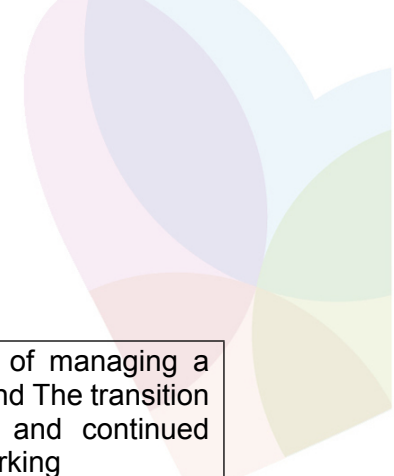 of managing a
nd The transition
and continued
rking